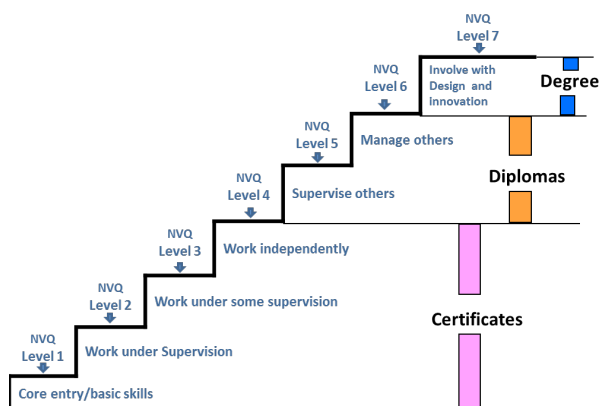 NVQ
Level 7
NVQ
Level 6
Involve with
Design and
innovation
Degree
NVQ
Level 5
Manage others
NVQ
Level 4
Supervise others
Diplomas
NVQ
Level 3
Work independently
NVQ
Level 2
Work under some supervision
Certificates
NVQ
Level 1
Work under Supervision
Core entry/basic skills